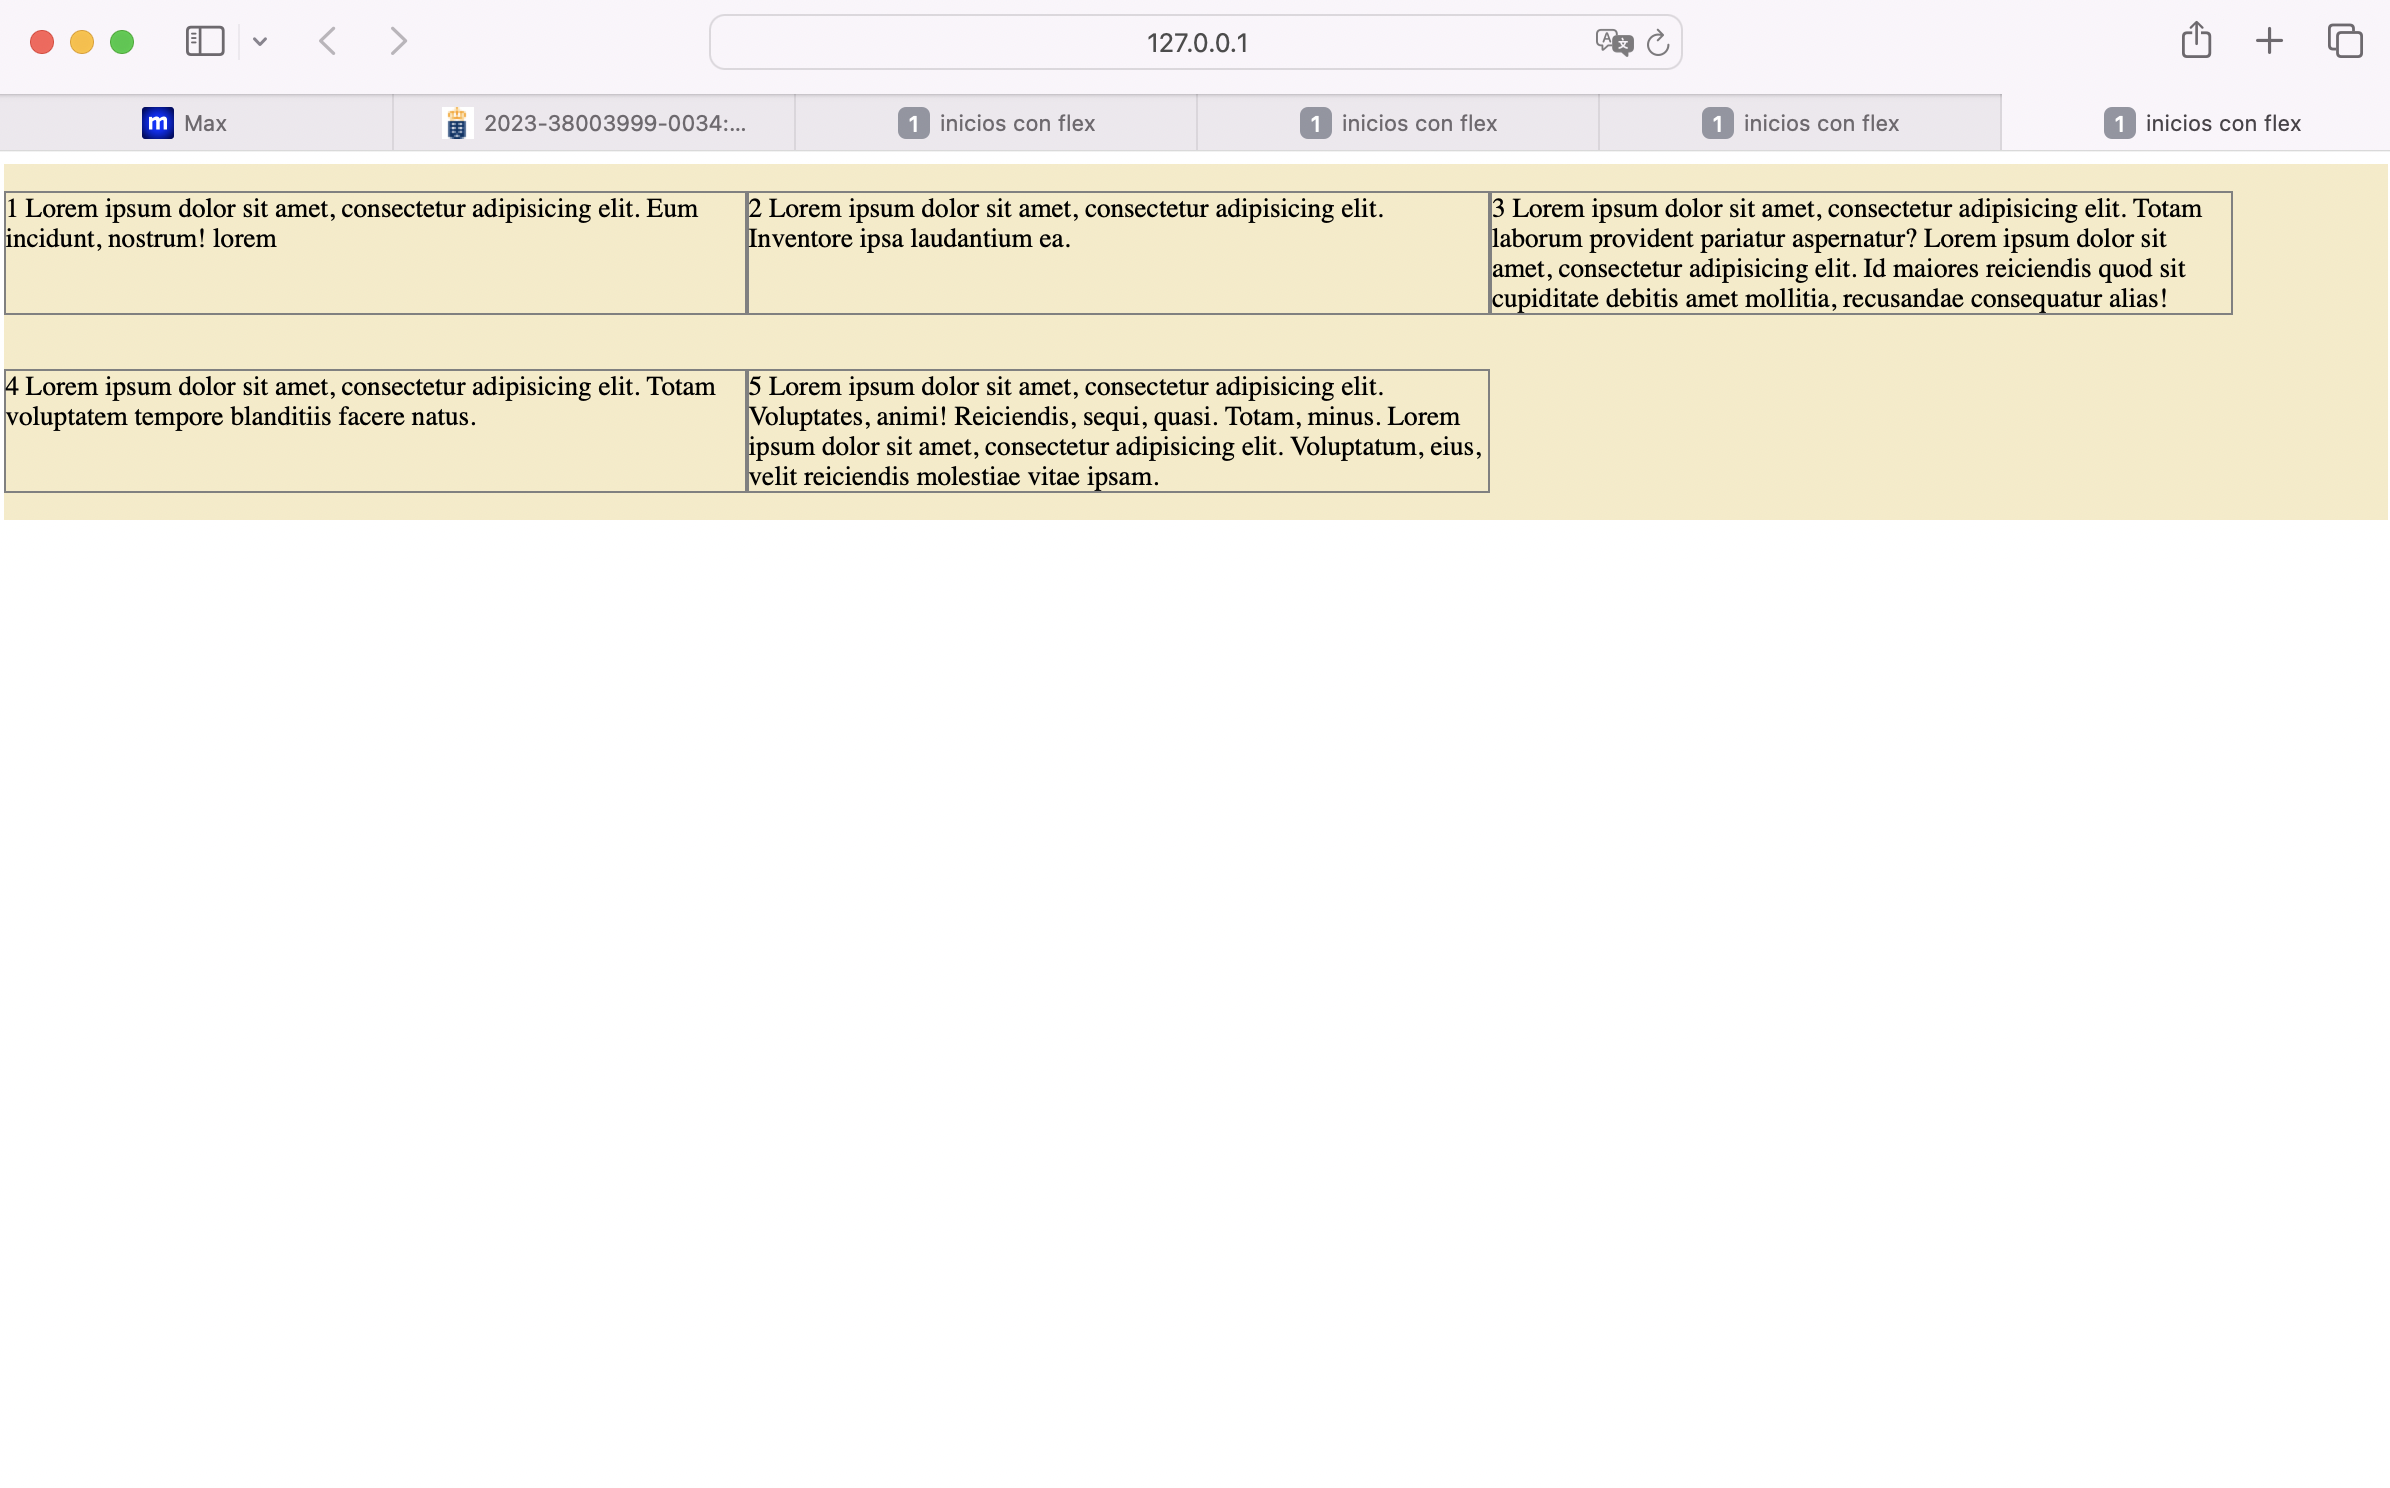 127.0.0.1
Max
2023-38003999-0034:...
1 inicios con flex
1 inicios con flex
1 inicios con flex
1 inicios con flex
1 Lorem ipsum dolor sit amet, consectetur adipisicing elit. Eum
incidunt, nostrum! lorem
2 Lorem ipsum dolor sit amet, consectetur adipisicing elit.
Inventore ipsa laudantium ea.
3 Lorem ipsum dolor sit amet, consectetur adipisicing elit. Totam
laborum provident pariatur aspernatur? Lorem ipsum dolor sit
amet, consectetur adipisicing elit. Id maiores reiciendis quod sit
cupiditate debitis amet mollitia, recusandae consequatur alias!
4 Lorem ipsum dolor sit amet, consectetur adipisicing elit. Totam
voluptatem tempore blanditiis facere natus.
5 Lorem ipsum dolor sit amet, consectetur adipisicing elit.
Voluptates, animi! Reiciendis, sequi, quasi. Totam, minus. Lorem
ipsum dolor sit amet, consectetur adipisicing elit. Voluptatum, eius,
velit reiciendis molestiae vitae ipsam.